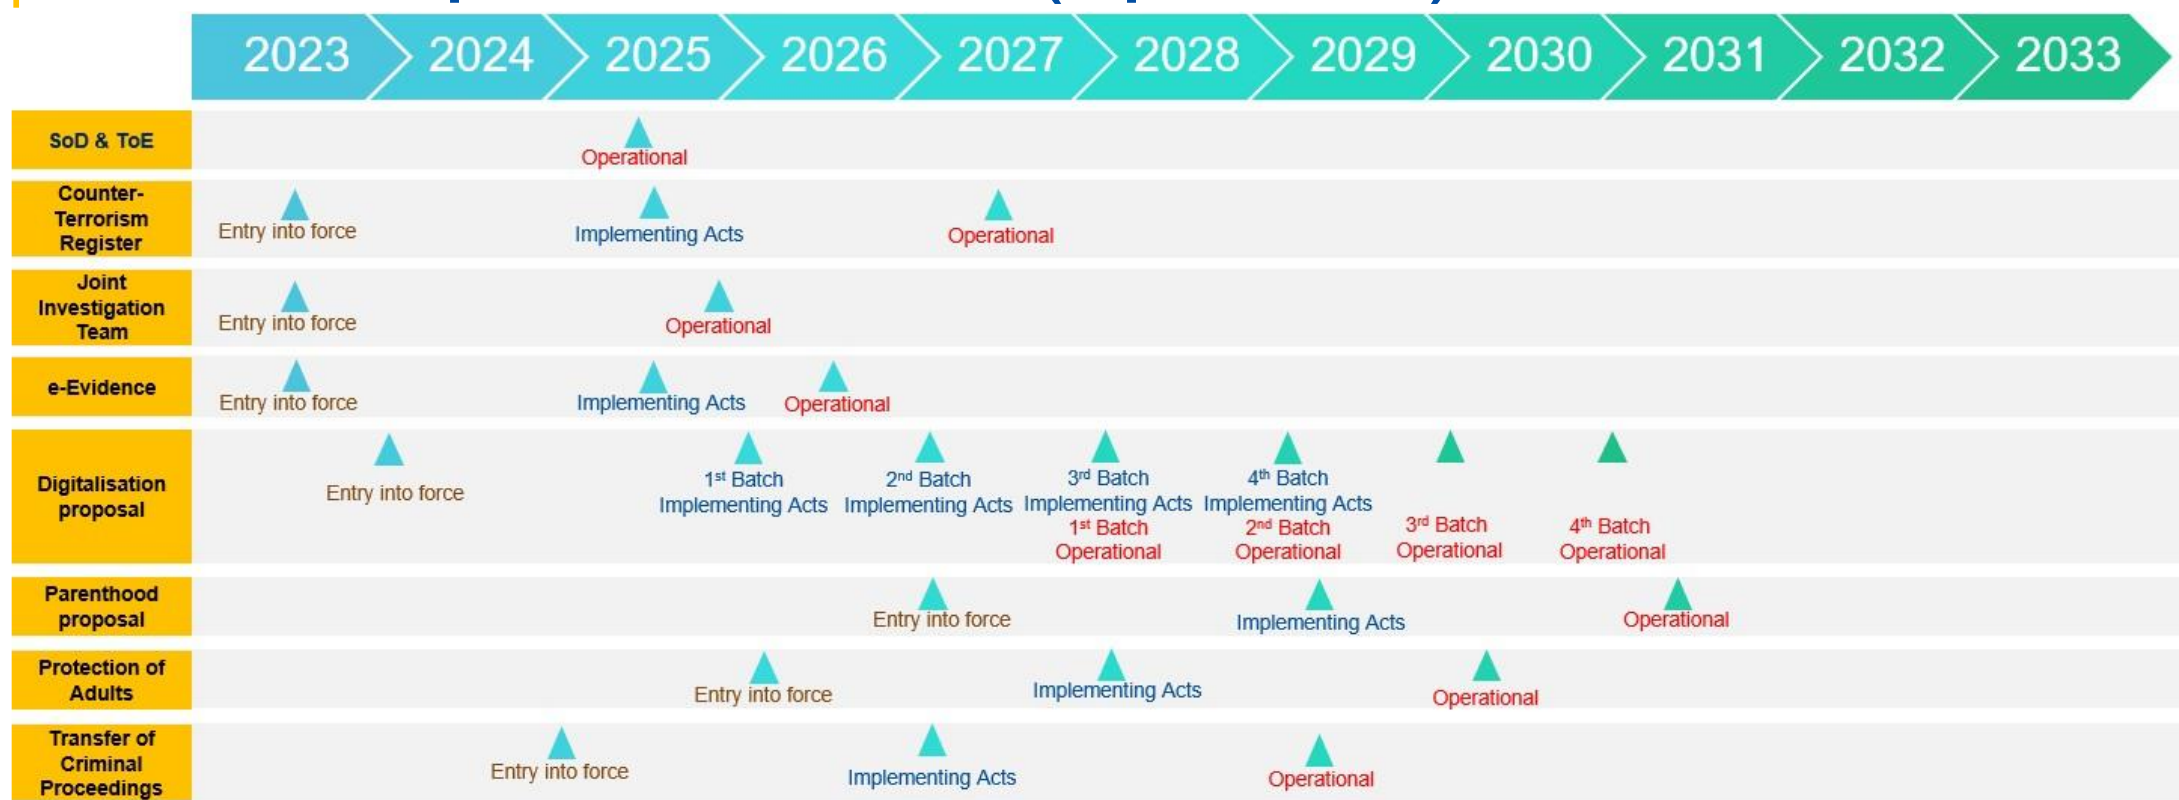 2023 2024 2025 2026 2027 2028 2029 2030 2031 2032 2033
SoD & ToE
Operational
Counter-
Terrorism
Register
Entry into force
Implementing Acts
Operational
Joint
Investigation
Team
Entry into force
Operational
e-Evidence
Entry into force
Implementing Acts
Operational
Digitalisation
proposal
Entry into force
1st Batch
Implementing Acts
2nd Batch
Implementing Acts
3rd Batch
Implementing Acts
1st Batch
Operational
4th Batch
Implementing Acts
2nd Batch
Operational
3rd Batch
Operational
4th Batch
Operational
Parenthood
proposal
Entry into force
Implementing Acts
Operational
Protection of
Adults
Entry into force
Implementing Acts
Operational
Transfer of
Criminal
Proceedings
Entry into force
Implementing Acts
Operational